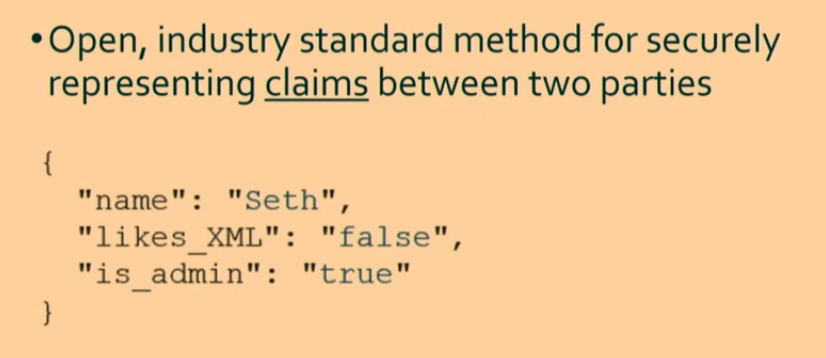 •Open, industry standard method for securely
representing claims between two parties
{
"name": "Seth",
"likes_XML": "false",
"is_admin": "true"
}